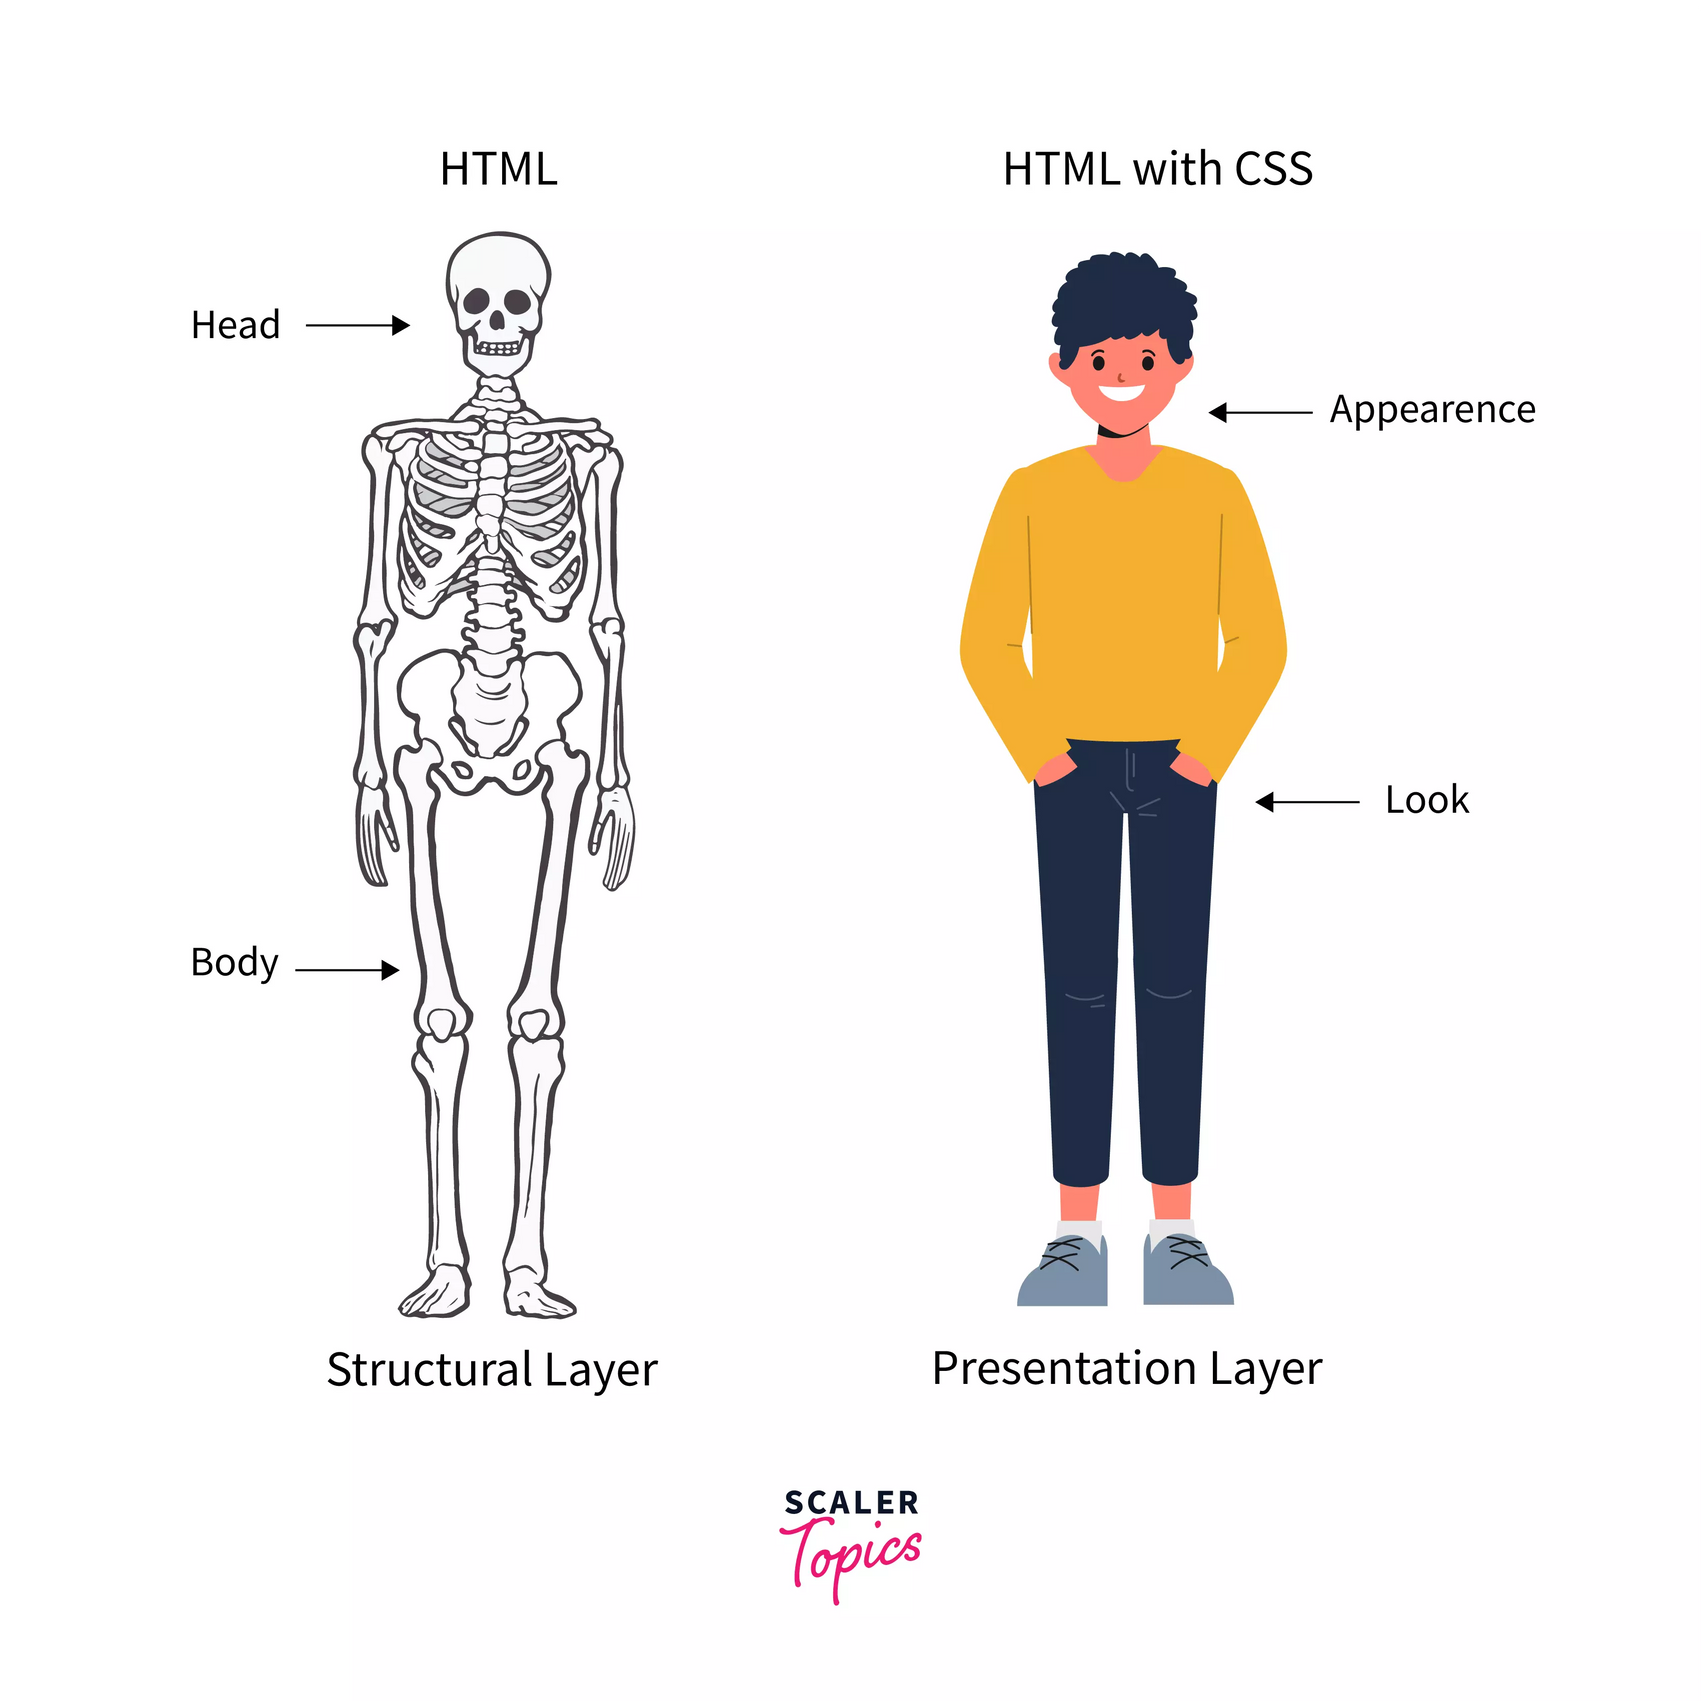 HTML
HTML with CSS
Head
Appearence
Look
Body
Structural Layer
Presentation Layer
SCALER
Topics